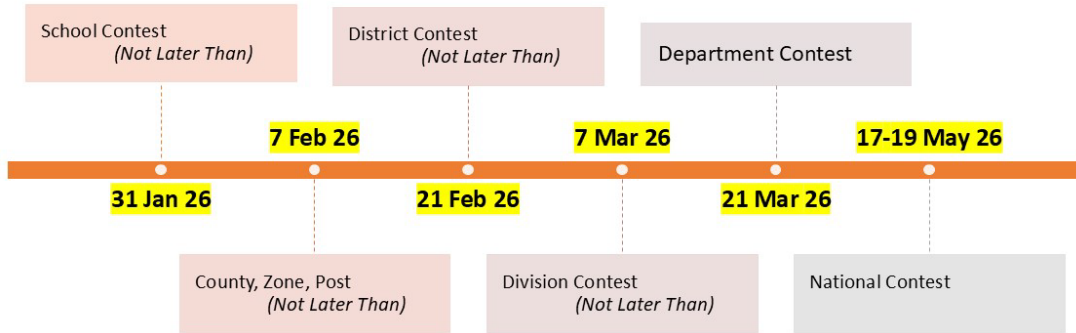 School Contest
(Not Later Than)
District Contest
(Not Later Than)
Department Contest
7 Feb 26
7 Mar 26
17-19 May 26
31 Jan 26
21 Feb 26
21 Mar 26
County, Zone, Post
(Not Later Than)
Division Contest
(Not Later Than)
National Contest